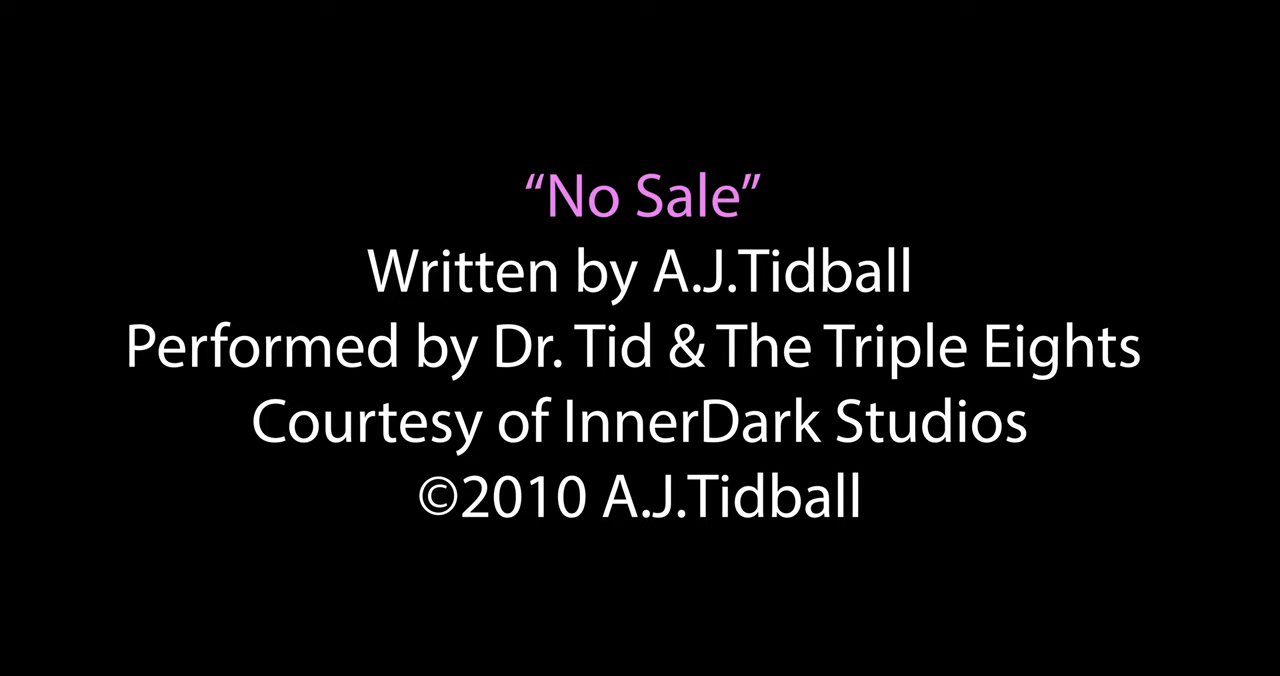 “No Sale”
Written by A.J.Tidball
Performed by Dr. Tid & The Triple Eights
Courtesy of InnerDark Studios
©2010 A.J.Tidball